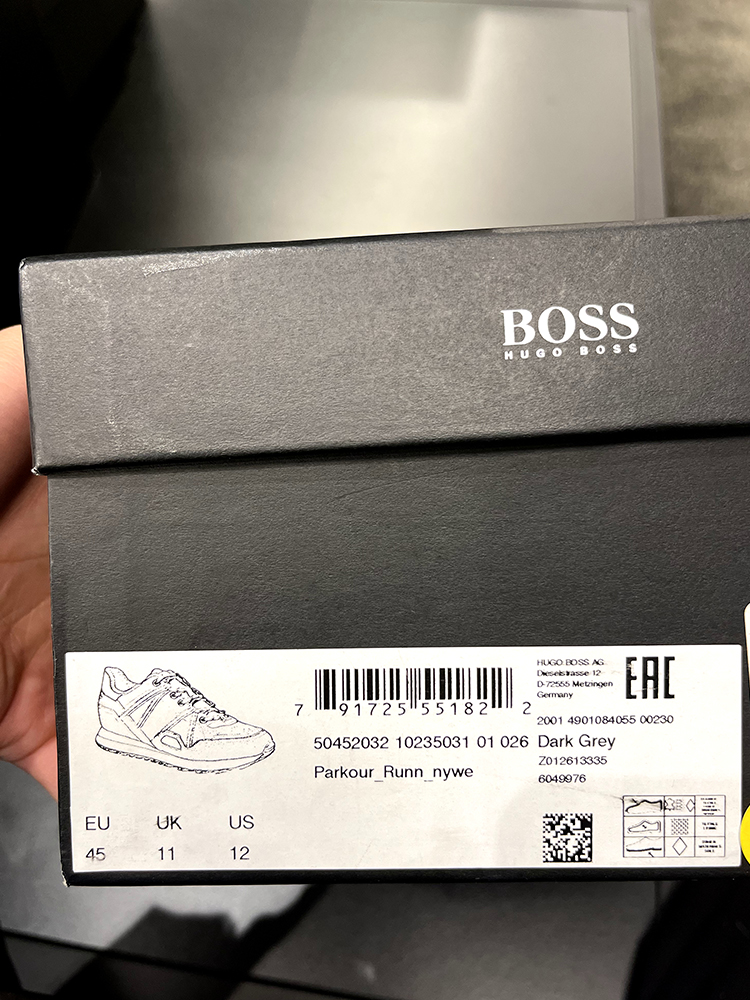 BOSS
HUGO BOSS
HUGO BOSS AG
Dieselstrasse 12
D-72555 Metzingen
Germany
EAC
7 91725 55182 2
2001 4901084055 00230
50452032 10235031 01 026 Dark Grey
Z012613335
Parkour_Runn_nywe
6049976
EU UK US
45 11 12